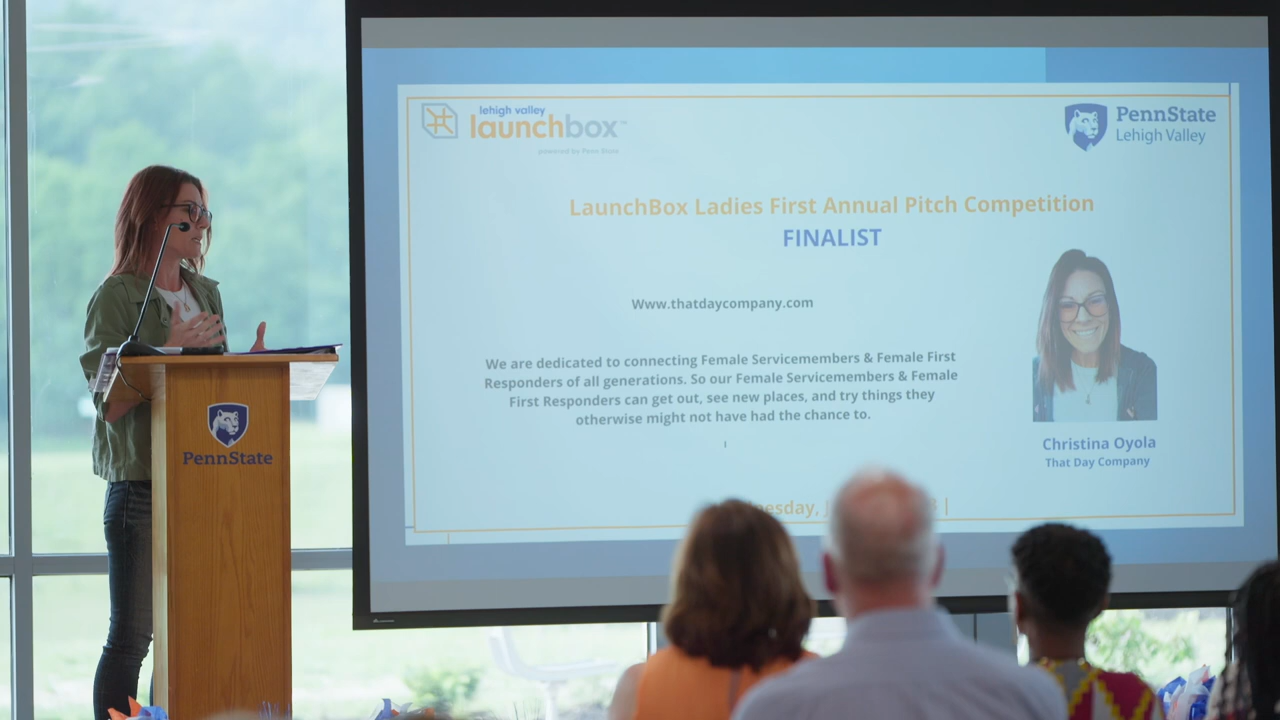 lehigh valley
launchbox™
powered by Penn State
PennState
Lehigh Valley
LaunchBox Ladies First Annual Pitch Competition
FINALIST
Www.thatdaycompany.com
We are dedicated to connecting Female Servicemembers & Female First
Responders of all generations. So our Female Servicemembers & Female
First Responders can get out, see new places, and try things they
otherwise might not have had the chance to.
Christina Oyola
That Day Company
PennState